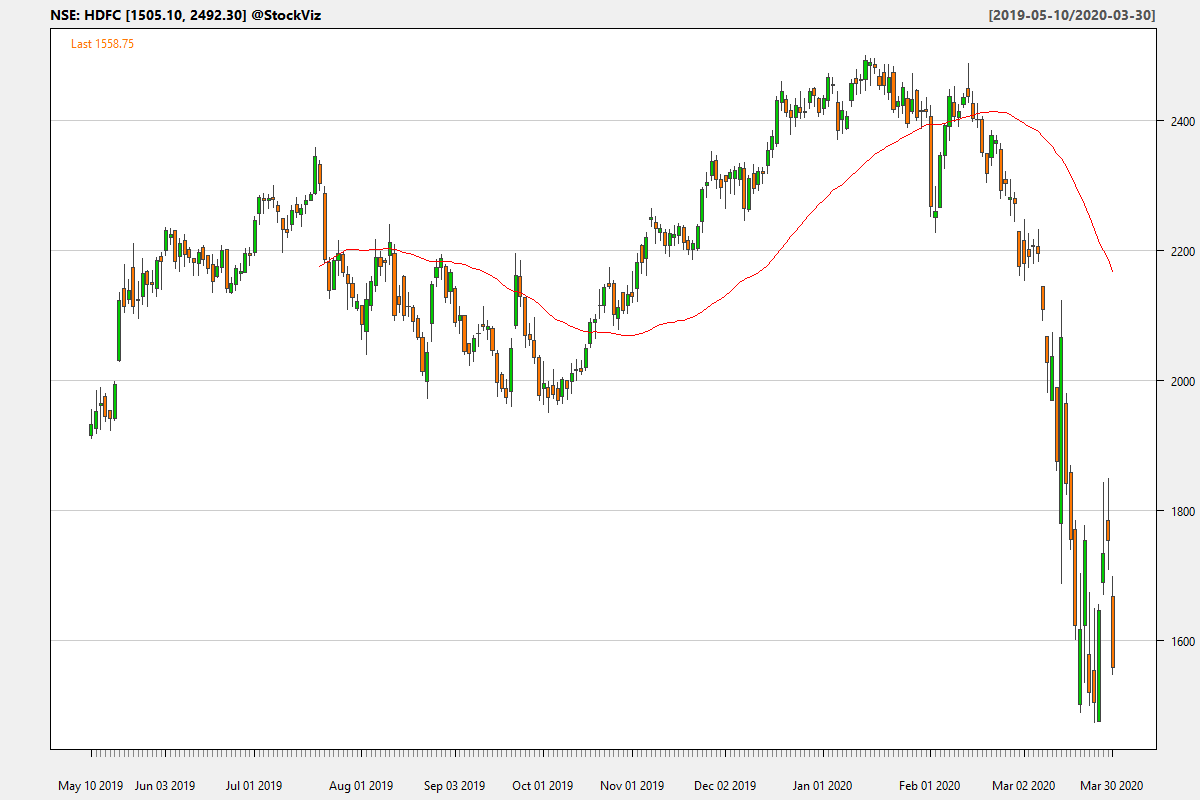 NSE: HDFC [1505.10, 2492.30] @StockViz
[2019-05-10/2020-03-30]
Last 1558.75
2400
2200
2000
1800
1600
May 10 2019 Jun 03 2019 Jul 01 2019 Aug 01 2019 Sep 03 2019 Oct 01 2019 Nov 01 2019 Dec 02 2019 Jan 01 2020 Feb 01 2020 Mar 02 2020 Mar 30 2020